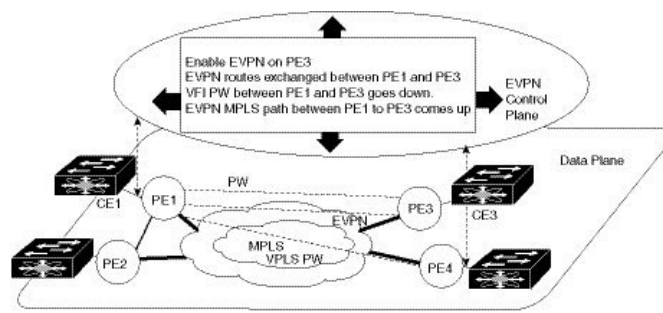 Enable EVPN on PE3
EVPN routes exchanged between PE1 and PE3
VFI PW between PE1 and PE3 goes down.
EVPN MPLS path between PE1 to PE3 comes up
EVPN
Control
Plane
Data Plane
PW
CE1
PE1
PE3
CE3
EVPN
MPLS
VPLS PW
PE2
PE4